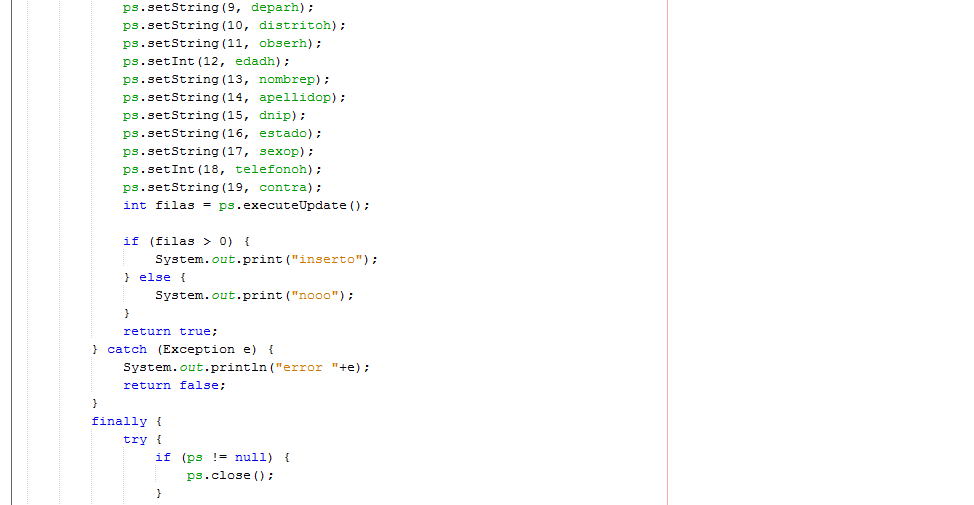 ps.setString(9, deparh);
ps.setString(10, distritoh);
ps.setString(11, obserh);
ps.setInt(12, edadh);
ps.setString(13, nombrep);
ps.setString(14, apellidop);
ps.setString(15, dnip);
ps.setString(16, estado);
ps.setString(17, sexop);
ps.setInt(18, telefonoh);
ps.setString(19, contra);
int filas = ps.executeUpdate();
if (filas > 0) {
System.out.print("inserto");
} else {
System.out.print("nooo");
}
return true;
} catch (Exception e) {
System.out.println("error "+e);
return false;
}
finally {
try {
if (ps != null) {
ps.close();
}